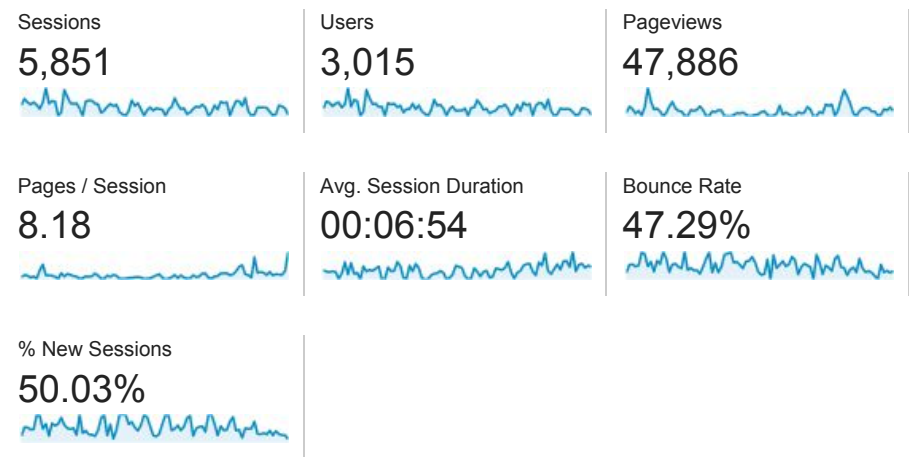 Sessions
5,851
Users
3,015
Pageviews
47,886
Pages / Session
8.18
Avg. Session Duration
00:06:54
Bounce Rate
47.29%
% New Sessions
50.03%